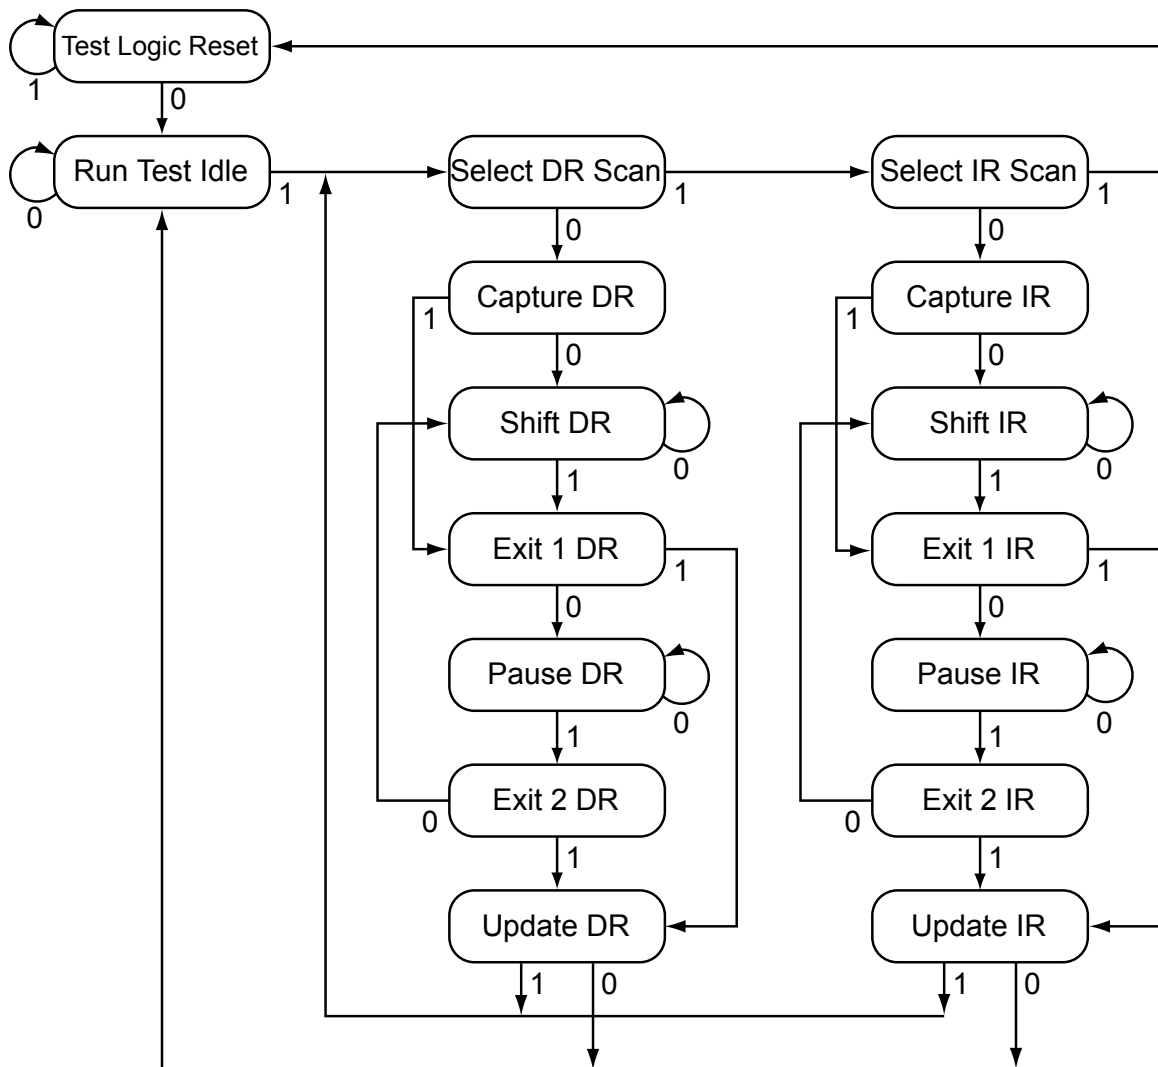 Test Logic Reset
1
0
Run Test Idle
0
1
Select DR Scan
1
Select IR Scan
1
0
0
Capture DR
1
0
Capture IR
1
0
Shift DR
0
1
Shift IR
0
1
Exit 1 DR
1
0
Exit 1 IR
1
0
Pause DR
0
1
Pause IR
0
1
Exit 2 DR
0
1
Exit 2 IR
0
1
Update DR
1
0
Update IR
1
0